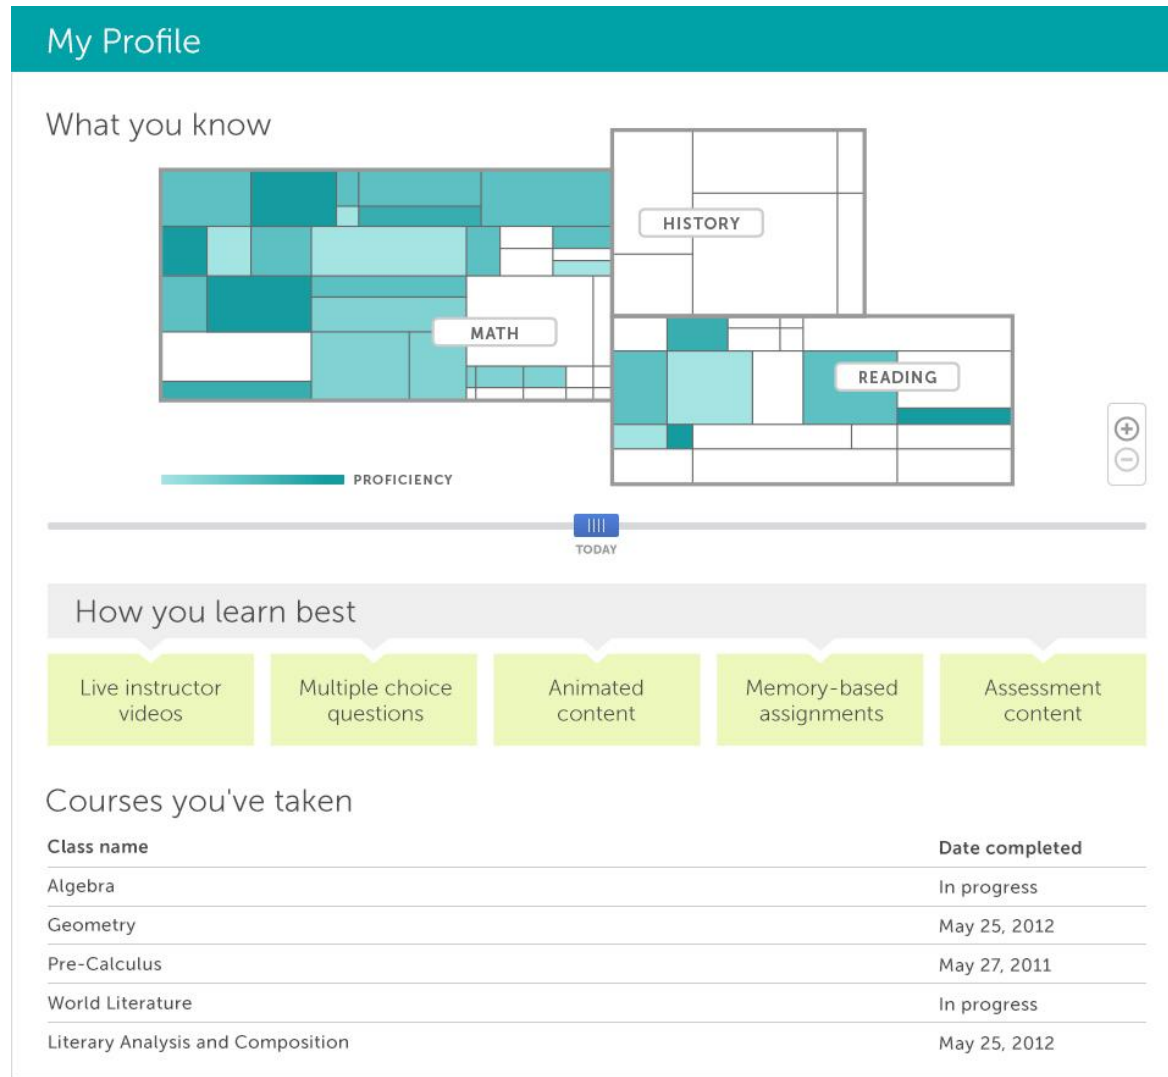 My Profile
What you know
HISTORY
MATH
READING
PROFICIENCY
TODAY
How you learn best
Live instructor
videos
Multiple choice
questions
Animated
content
Memory-based
assignments
Assessment
content
Courses you've taken
Class name Date completed
Algebra In progress
Geometry May 25, 2012
Pre-Calculus May 27, 2011
World Literature In progress
Literary Analysis and Composition May 25, 2012